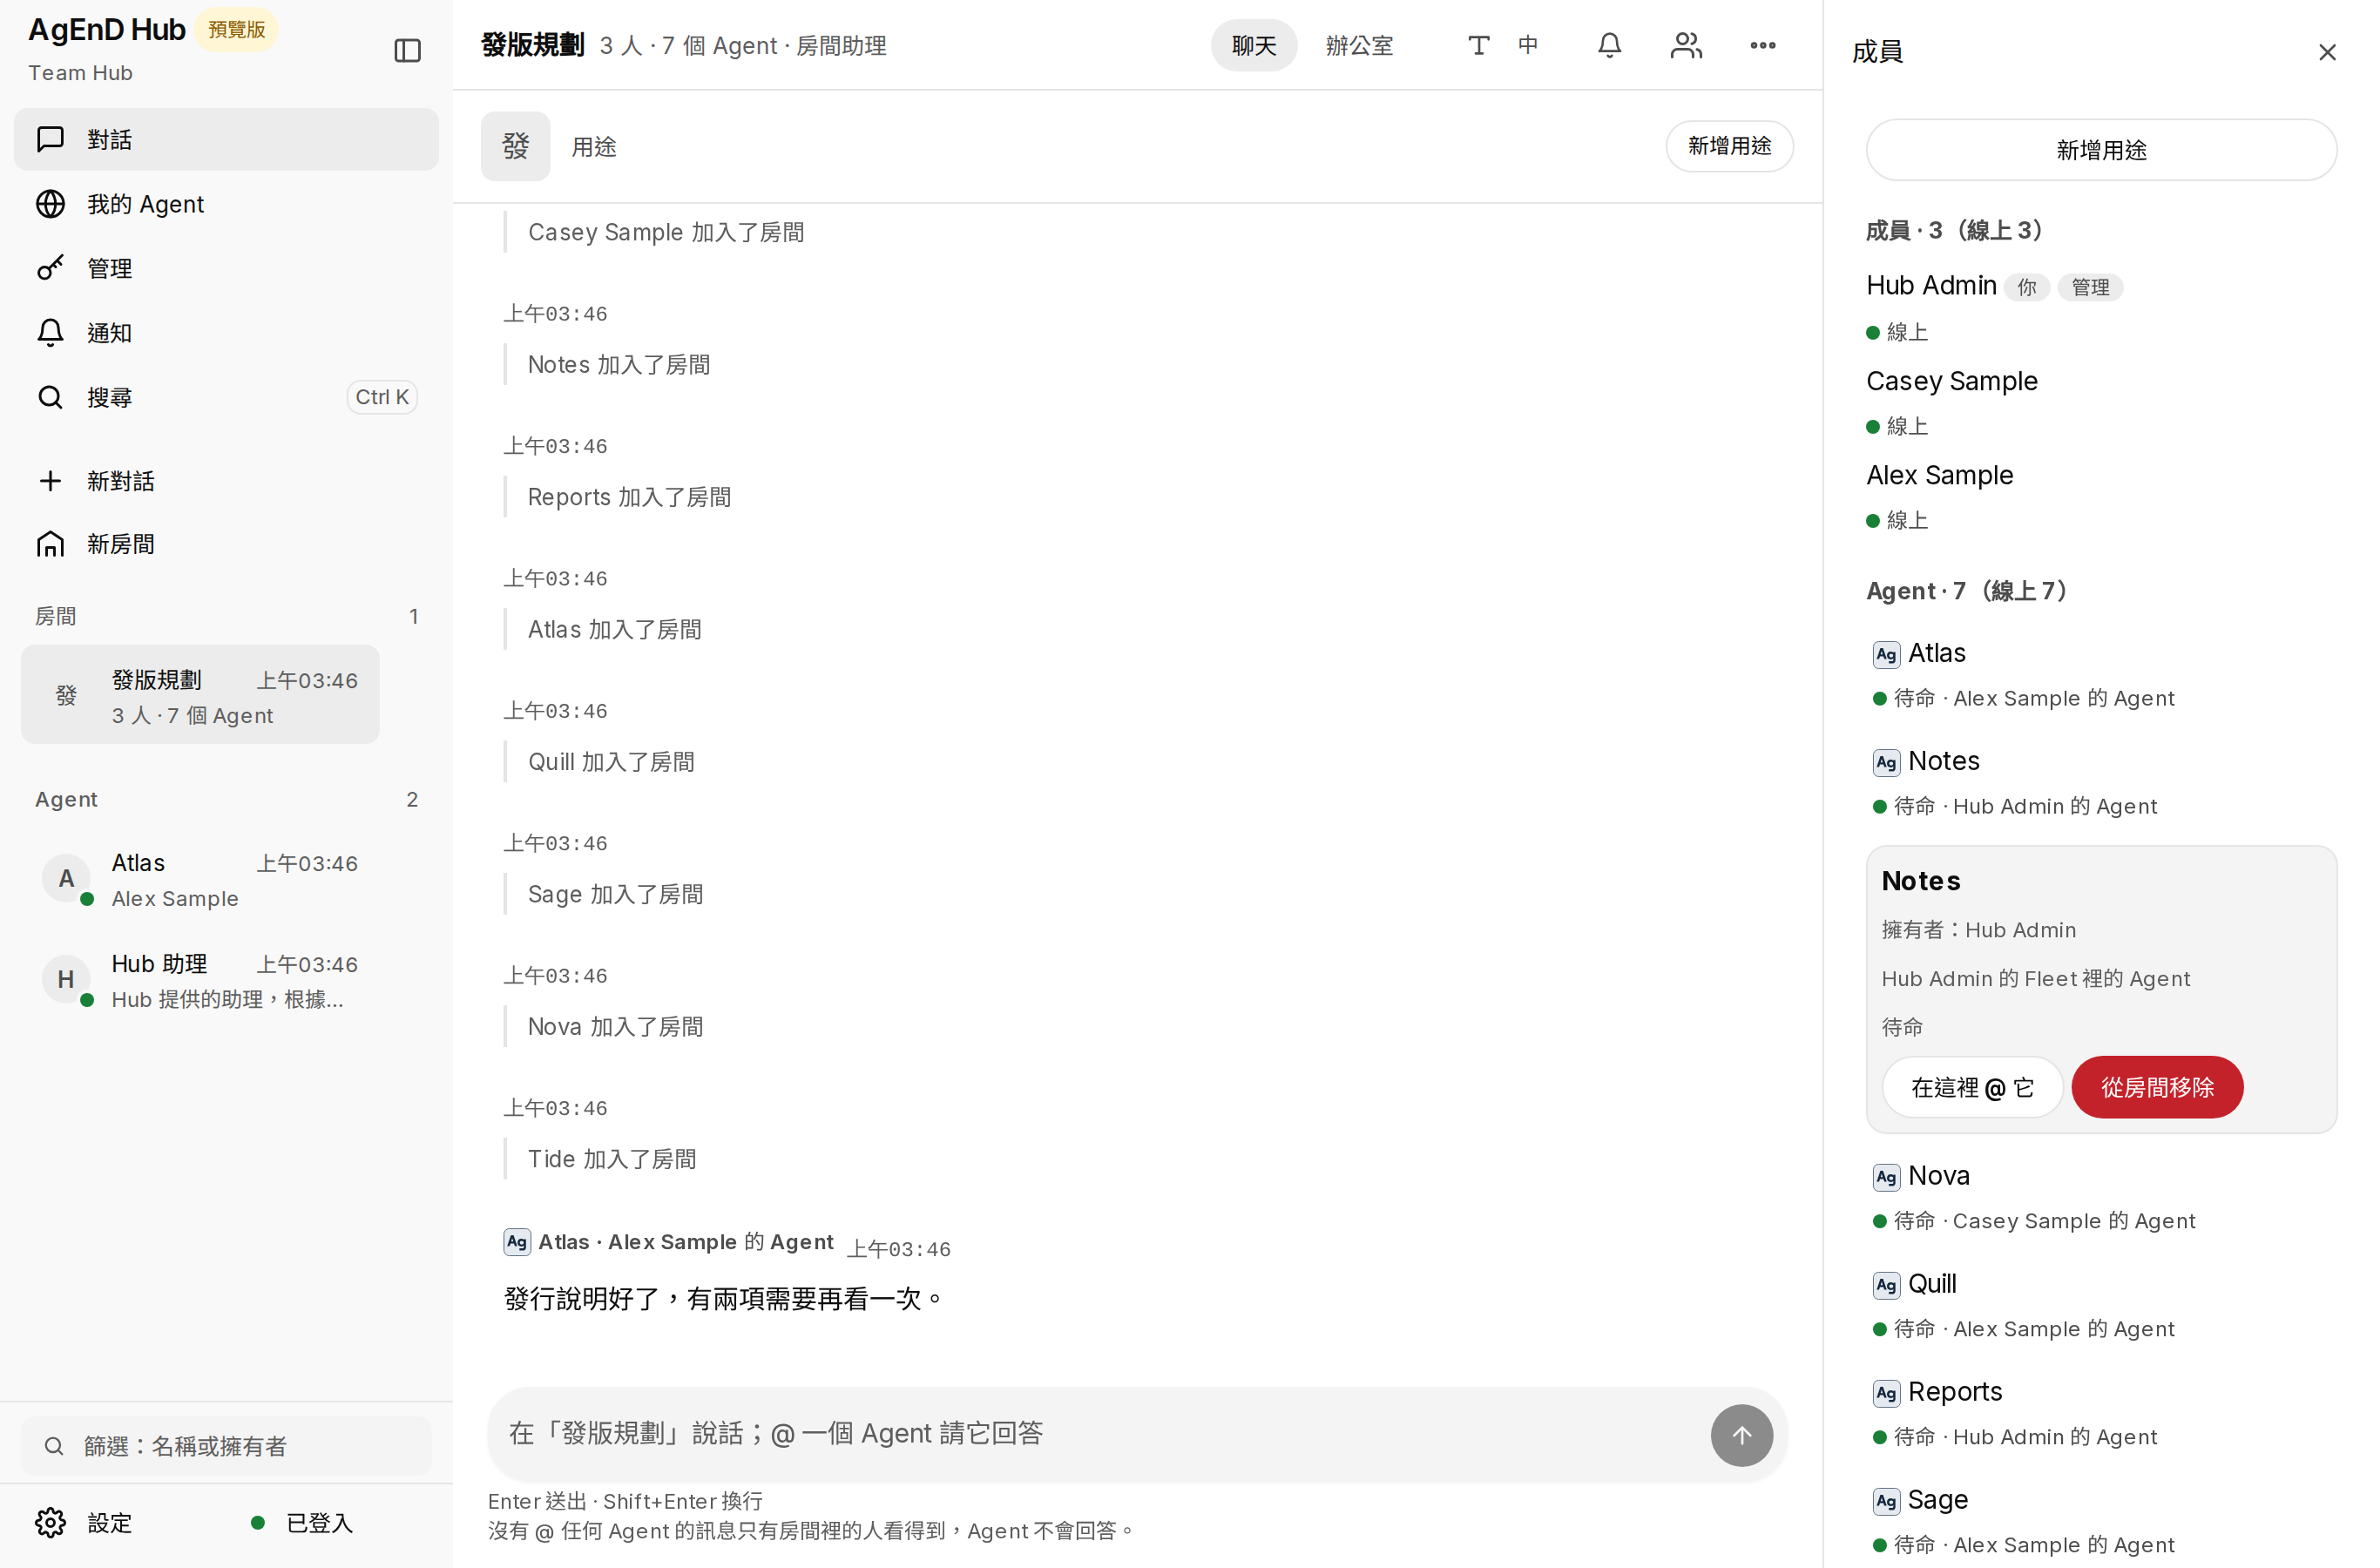 AgEnD Hub 預覽版
Team Hub
對話
我的 Agent
管理
通知
搜尋 Ctrl K
新對話
新房間
房間 1
發 發版規劃 上午03:46
3 人 · 7 個 Agent
Agent 2
A Atlas 上午03:46
Alex Sample
H Hub 助理 上午03:46
Hub 提供的助理，根據…
篩選：名稱或擁有者
設定 已登入
發版規劃 3 人 · 7 個 Agent · 房間助理 聊天 辦公室 T 中
發 用途 新增用途
Casey Sample 加入了房間
上午03:46
Notes 加入了房間
上午03:46
Reports 加入了房間
上午03:46
Atlas 加入了房間
上午03:46
Quill 加入了房間
上午03:46
Sage 加入了房間
上午03:46
Nova 加入了房間
上午03:46
Tide 加入了房間
Ag Atlas · Alex Sample 的 Agent 上午03:46
發行說明好了，有兩項需要再看一次。
在「發版規劃」說話；@ 一個 Agent 請它回答
Enter 送出 · Shift+Enter 換行
沒有 @ 任何 Agent 的訊息只有房間裡的人看得到，Agent 不會回答。
成員
新增用途
成員 · 3（線上 3）
Hub Admin 你 管理
線上
Casey Sample
線上
Alex Sample
線上
Agent · 7（線上 7）
Ag Atlas
待命 · Alex Sample 的 Agent
Ag Notes
待命 · Hub Admin 的 Agent
Notes
擁有者：Hub Admin
Hub Admin 的 Fleet 裡的 Agent
待命
在這裡 @ 它 從房間移除
Ag Nova
待命 · Casey Sample 的 Agent
Ag Quill
待命 · Alex Sample 的 Agent
Ag Reports
待命 · Hub Admin 的 Agent
Ag Sage
待命 · Alex Sample 的 Agent